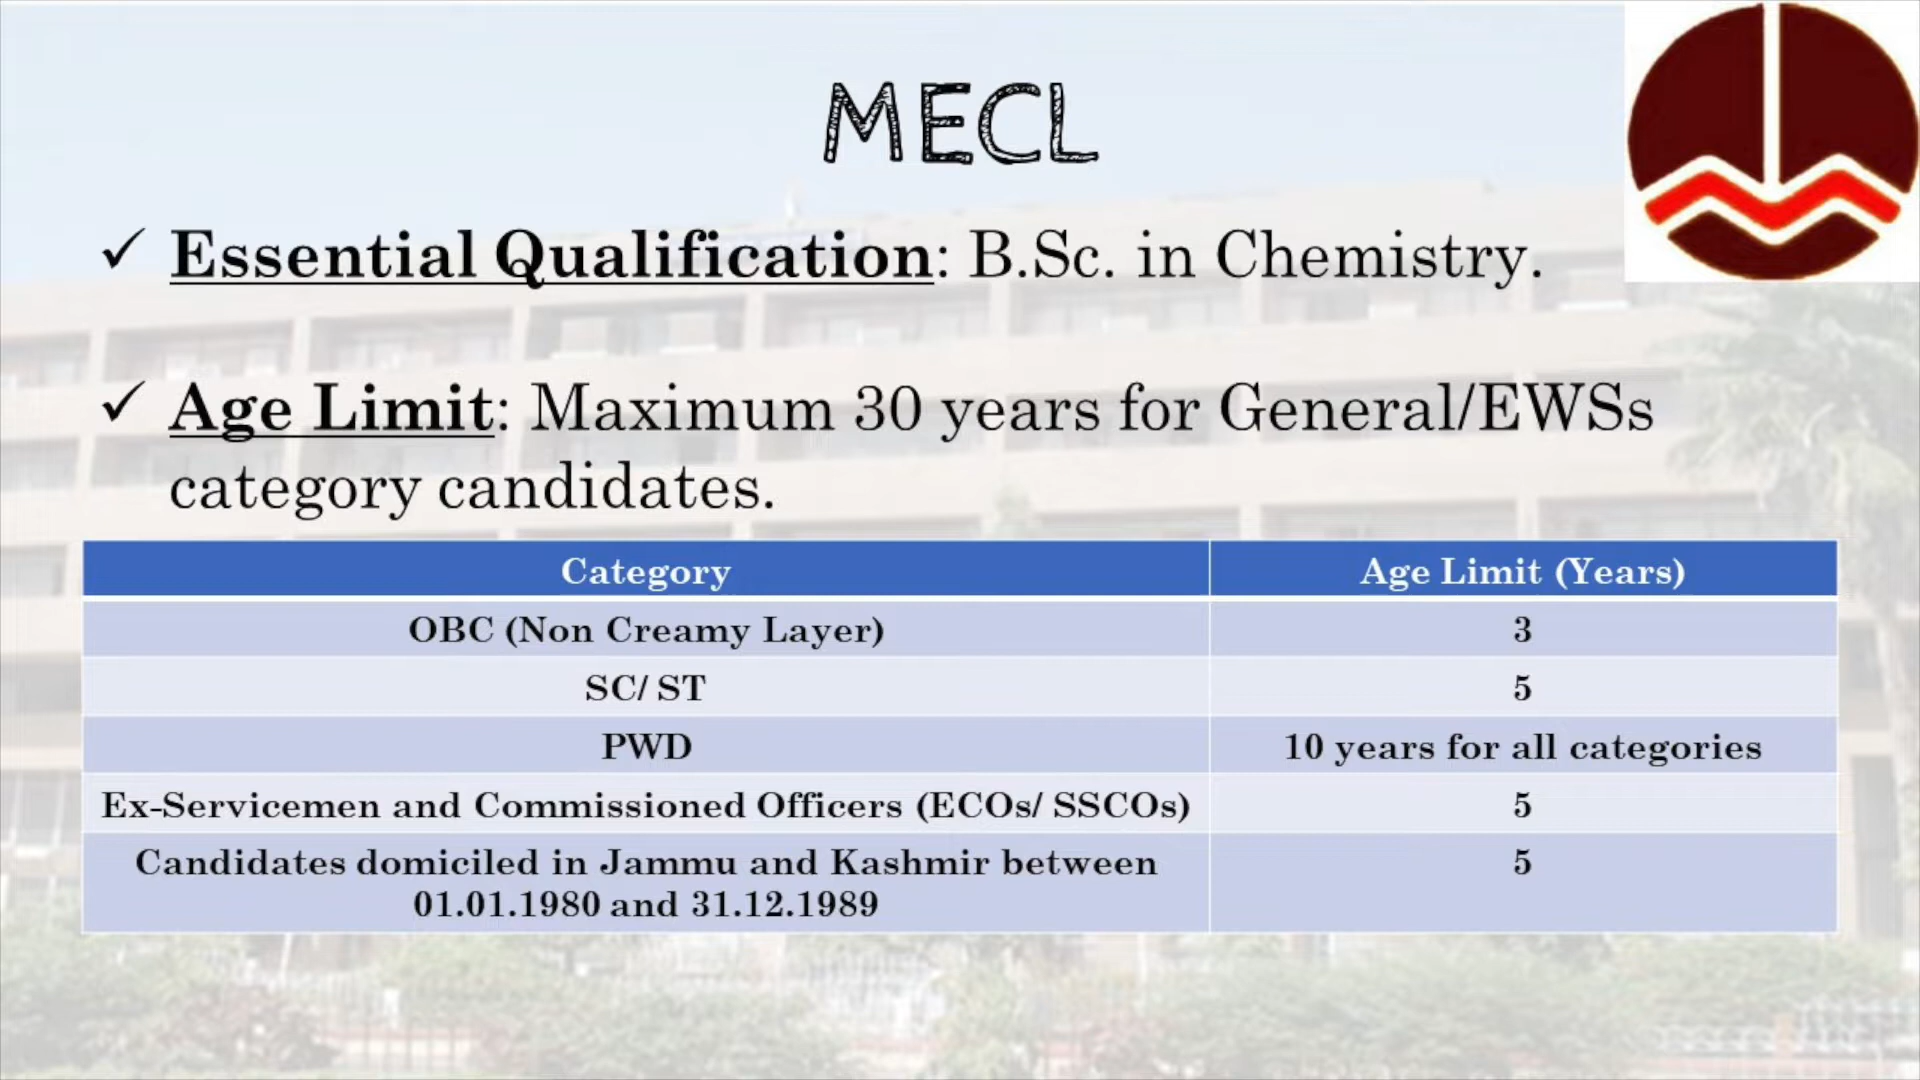 MECL
✓ Essential Qualification: B.Sc. in Chemistry.
✓ Age Limit: Maximum 30 years for General/EWSs
category candidates.
Category Age Limit (Years)
OBC (Non Creamy Layer) 3
SC/ ST 5
PWD 10 years for all categories
Ex-Servicemen and Commissioned Officers (ECOs/ SSCOs) 5
Candidates domiciled in Jammu and Kashmir between 5
01.01.1980 and 31.12.1989